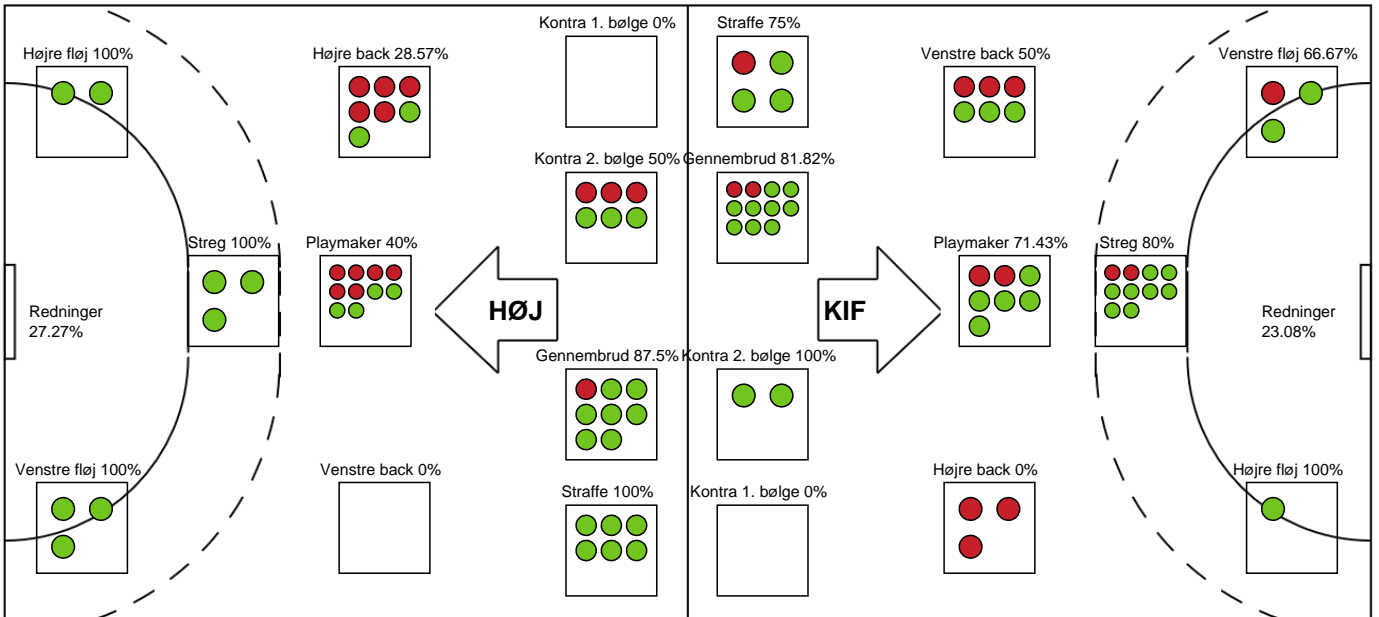 Kontra 1. bølge 0%
Straffe 75%
Højre fløj 100%
Højre back 28.57%
Venstre back 50%
Venstre fløj 66.67%
Kontra 2. bølge 50%
Gennembrud 81.82%
Streg 100%
Playmaker 40%
Playmaker 71.43%
Streg 80%
HØJ
KIF
Redninger
27.27%
Redninger
23.08%
Gennembrud 87.5%
Kontra 2. bølge 100%
Venstre fløj 100%
Venstre back 0%
Højre back 0%
Højre fløj 100%
Straffe 100%
Kontra 1. bølge 0%